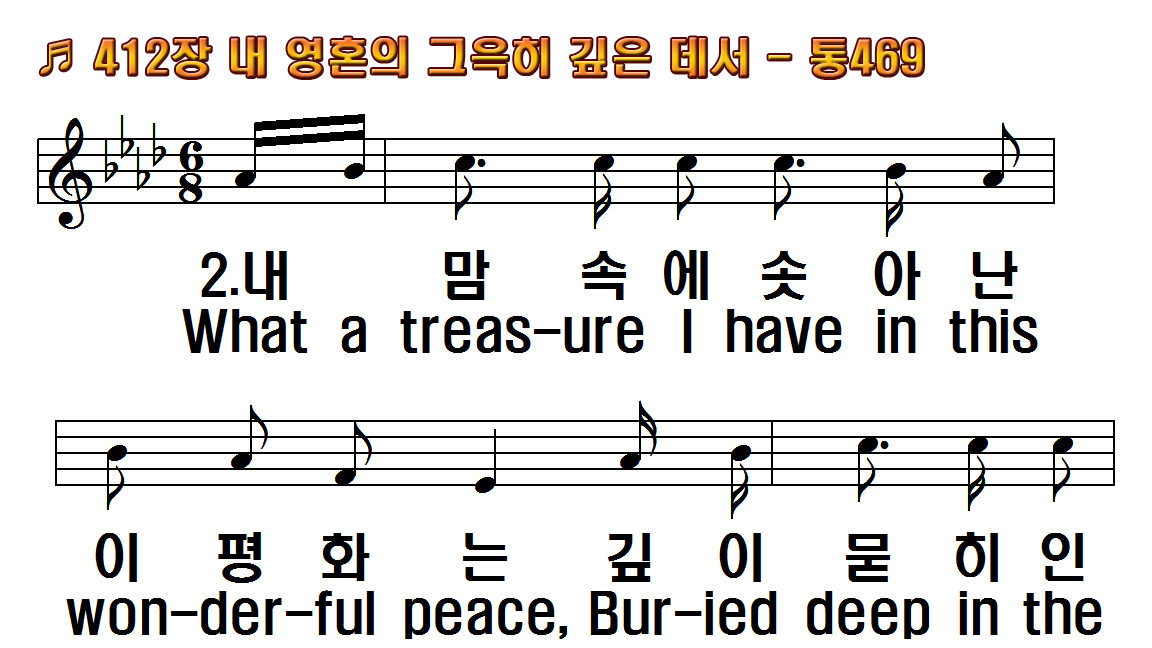 ♬ 412장 내 영혼의 그윽히 깊은 데서 - 통469
6
8
2.내 맘 속에 솟아난
What a treas-ure I have in this
이 평화는 깊이 묻히인
won-der-ful peace, Bur-ied deep in the